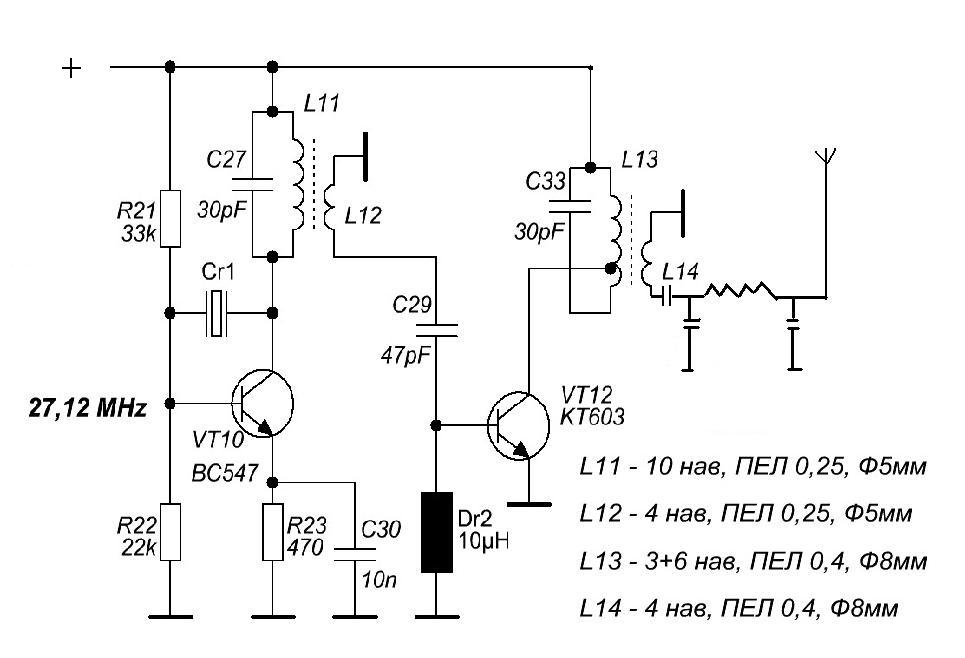 +
L11
C27
30pF
L12
R21
33k
Cr1
C29
47pF
C33
30pF
L13
L14
27,12 MHz
VT10
BC547
VT12
KT603
R22
22k
R23
470
C30
10n
Dr2
10µH
L11 - 10 нав, ПЕЛ 0,25, Ф5мм
L12 - 4 нав, ПЕЛ 0,25, Ф5мм
L13 - 3+6 нав, ПЕЛ 0,4, Ф8мм
L14 - 4 нав, ПЕЛ 0,4, Ф8мм